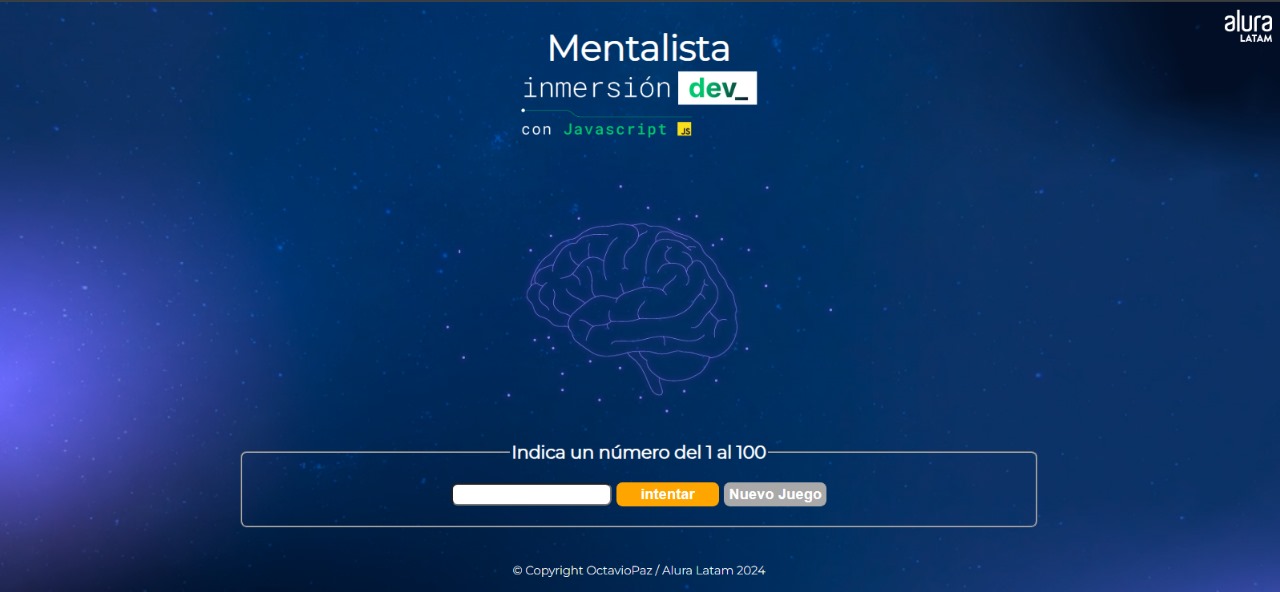 alura
LATAM
Mentalista
inmersión dev_
con Javascript JS
Indica un número del 1 al 100
intentar Nuevo Juego
© Copyright OctavioPaz / Alura Latam 2024